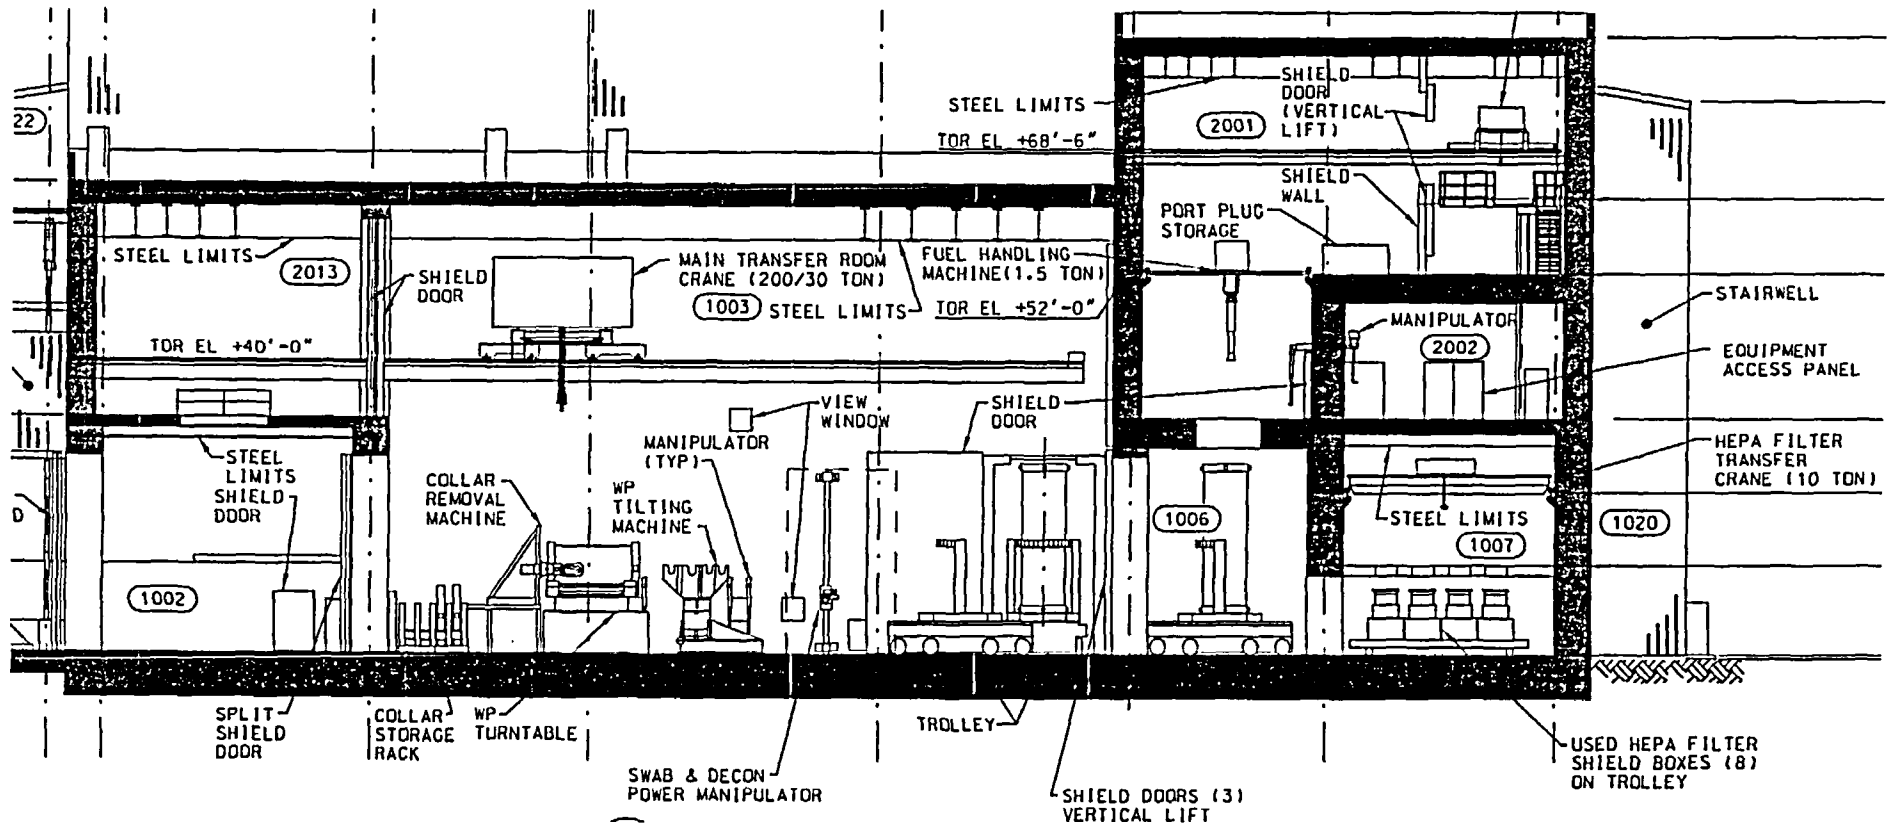 22
STEEL LIMITS
TOR EL +68'-6"
2001
SHIELD
DOOR
(VERTICAL
LIFT)
SHIELD
WALL
PORT PLUG
STORAGE
STEEL LIMITS
2013
SHIELD
DOOR
MAIN TRANSFER ROOM
CRANE (200/30 TON)
1003
STEEL LIMITS
FUEL HANDLING
MACHINE(1.5 TON)
TOR EL +52'-0"
TOR EL +40'-0"
STAIRWELL
MANIPULATOR
2002
EQUIPMENT
ACCESS PANEL
VIEW
WINDOW
SHIELD
DOOR
MANIPULATOR
(TYP)
STEEL
LIMITS
SHIELD
DOOR
D
COLLAR
REMOVAL
MACHINE
WP
TILTING
MACHINE
HEPA FILTER
TRANSFER
CRANE (10 TON)
1006
STEEL LIMITS
1007
1020
1002
SPLIT
SHIELD
DOOR
COLLAR
STORAGE
RACK
WP
TURNTABLE
TROLLEY
SWAB & DECON
POWER MANIPULATOR
SHIELD DOORS (3)
VERTICAL LIFT
USED HEPA FILTER
SHIELD BOXES (8)
ON TROLLEY